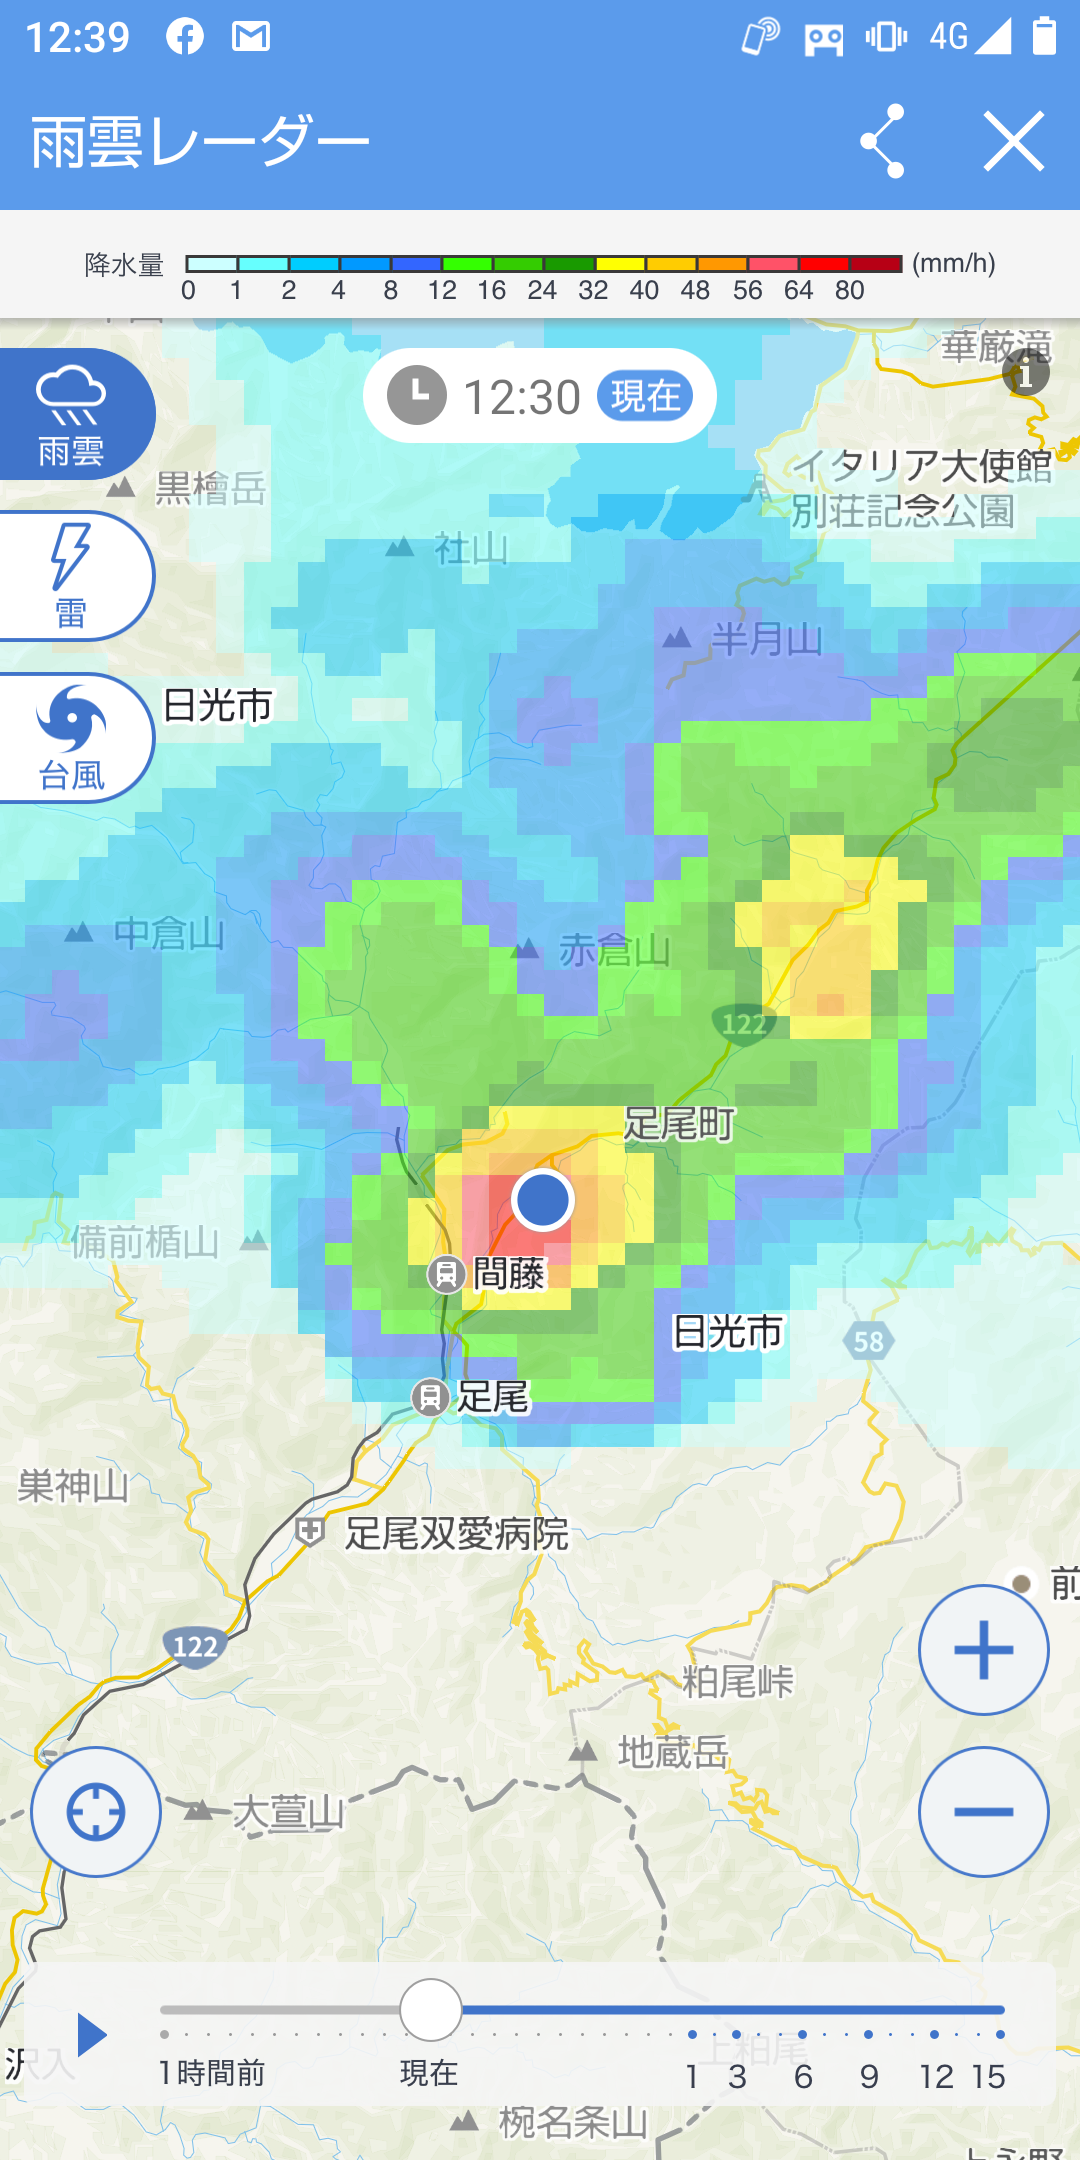 12:39
4G
雨雲レーダー
降水量
(mm/h)
0 1 2 4 8 12 16 24 32 40 48 56 64 80
華厳滝
12:30 現在
雨雲
イタリア大使館
別荘記念公園
黒檜岳
社山
雷
半月山
日光市
台風
中倉山
赤倉山
122
足尾町
備前楯山
間藤
日光市
58
足尾
巣神山
足尾双愛病院
前
122
粕尾峠
地蔵岳
大萱山
上粕尾
沢入
1時間前 現在 1 3 6 9 12 15
椀名条山